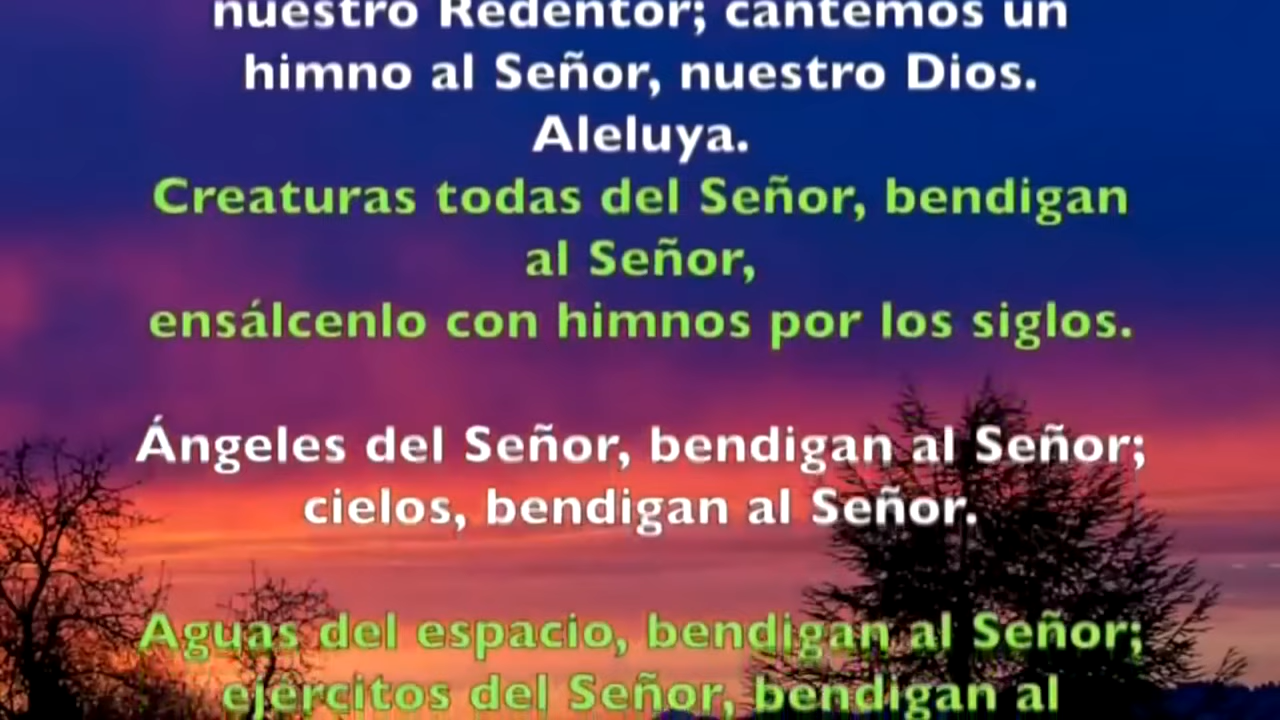 nuestro Redentor; cantemos un
himno al Señor, nuestro Dios.
Aleluya.
Creaturas todas del Señor, bendigan
al Señor,
ensálcenlo con himnos por los siglos.
Ángeles del Señor, bendigan al Señor;
cielos, bendigan al Señor.
Aguas del espacio, bendigan al Señor;
ejércitos del Señor, bendigan al